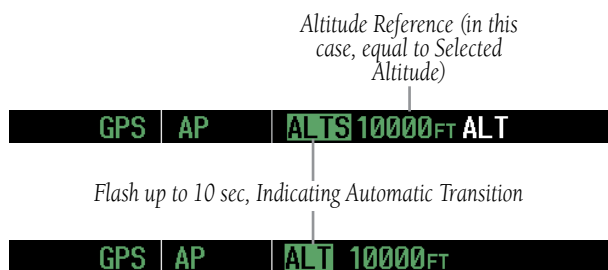 Altitude Reference (in this
case, equal to Selected
Altitude)
GPS AP ALTS 10000FT ALT
Flash up to 10 sec, Indicating Automatic Transition
GPS AP ALT 10000FT